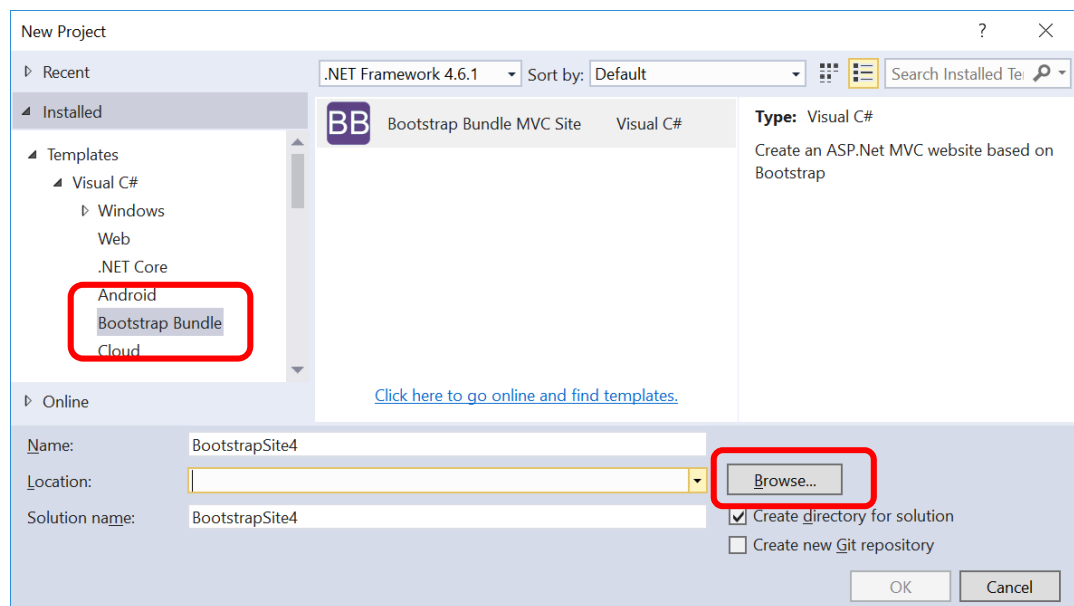 New Project
?
Recent
.NET Framework 4.6.1
Sort by:
Default
Search Installed Te
Installed
Templates
Visual C#
Windows
Web
.NET Core
Android
Bootstrap Bundle
Cloud
Online
BB
Bootstrap Bundle MVC Site
Visual C#
Click here to go online and find templates.
Type: Visual C#
Create an ASP.Net MVC website based on
Bootstrap
Name:
BootstrapSite4
Location:
Browse...
Solution name:
BootstrapSite4
Create directory for solution
Create new Git repository
OK
Cancel